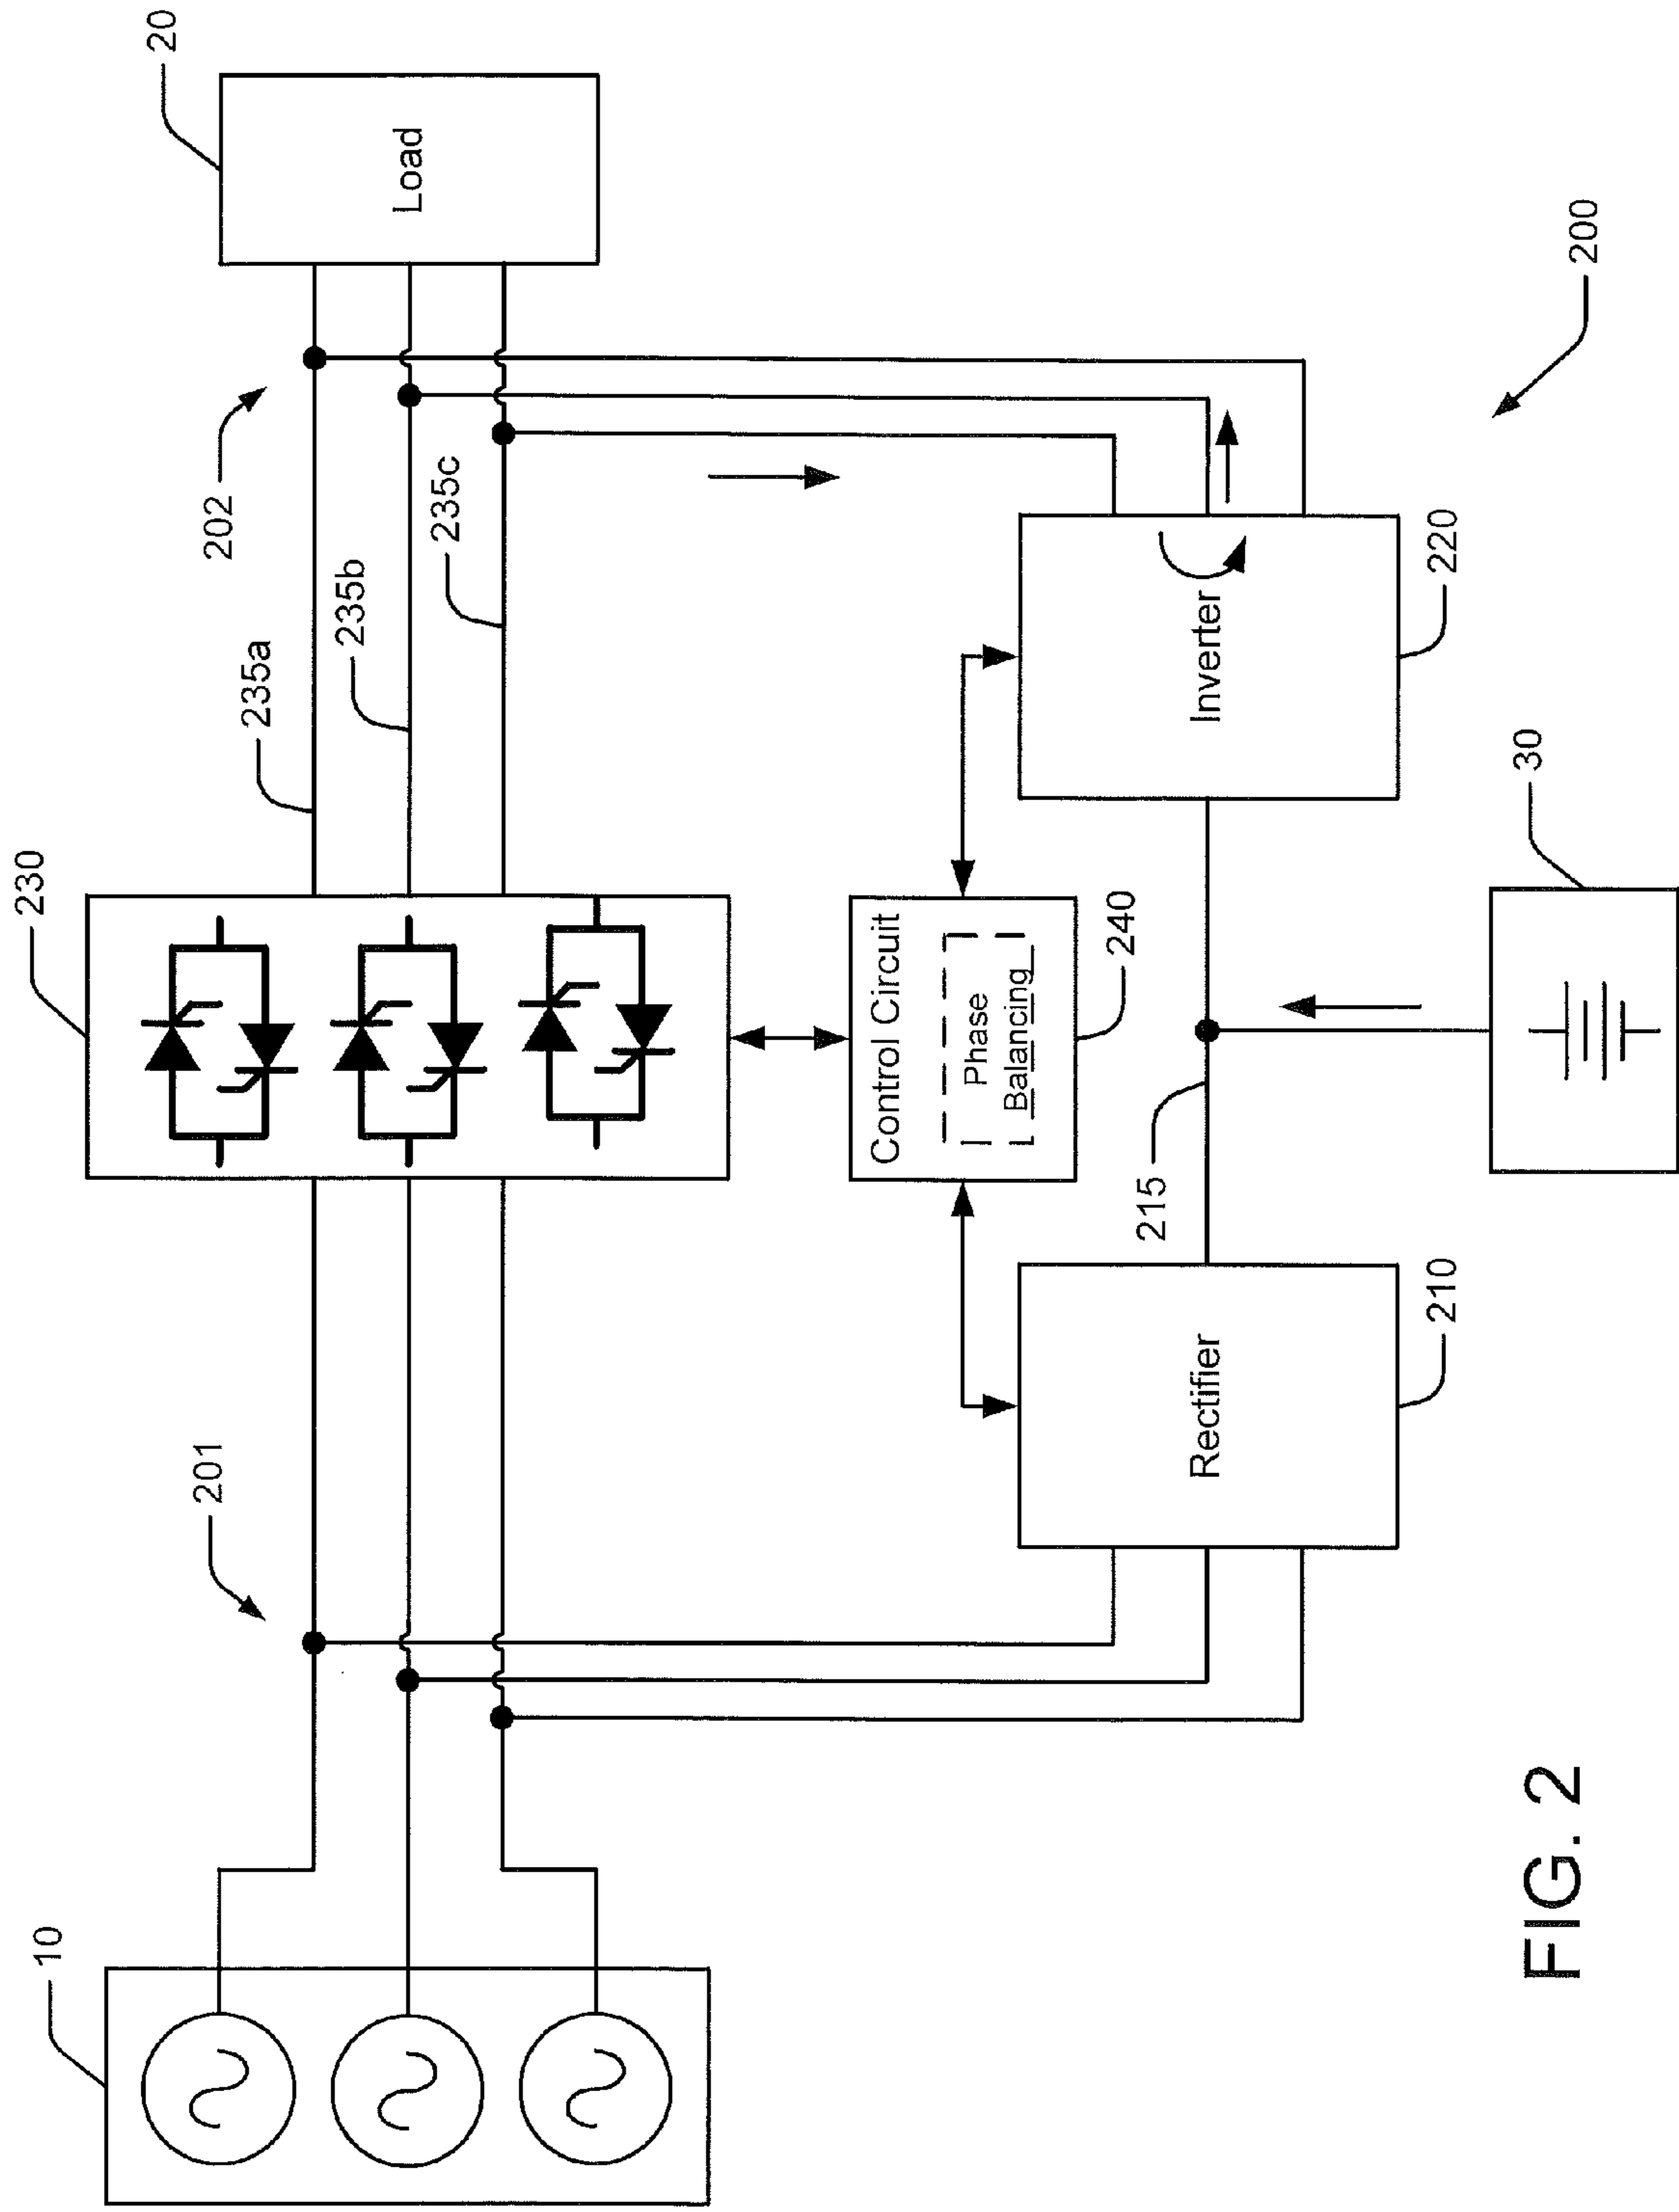 10
201
230
235a
235b
235c
202
20
Load
Control Circuit
Phase
Balancing
240
Rectifier
210
215
Inverter
220
30
200
FIG. 2